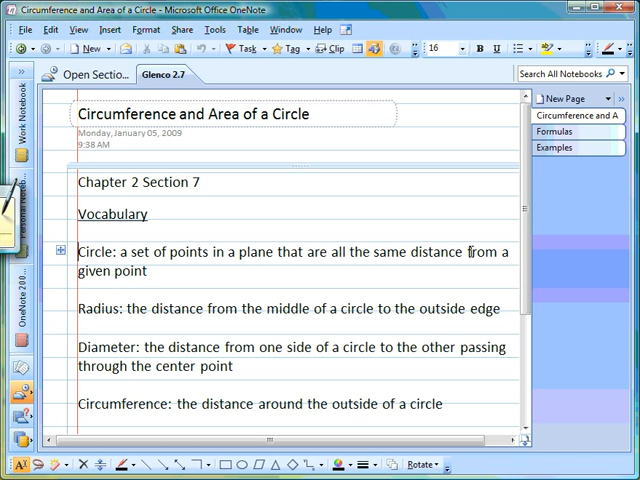 Circumference and Area of a Circle - Microsoft Office OneNote
File Edit View Insert Format Share Tools Table Window Help
New Task Tag Clip 16 B U
Open Sectio... Glenco 2.7 Search All Notebooks
Work Notebook
Personal Noteb...
OneNote 200...
New Page
Circumference and A
Formulas
Examples
Circumference and Area of a Circle
Monday, January 05, 2009
9:38 AM
Chapter 2 Section 7
Vocabulary
Circle: a set of points in a plane that are all the same distance from a
given point
Radius: the distance from the middle of a circle to the outside edge
Diameter: the distance from one side of a circle to the other passing
through the center point
Circumference: the distance around the outside of a circle
Rotate